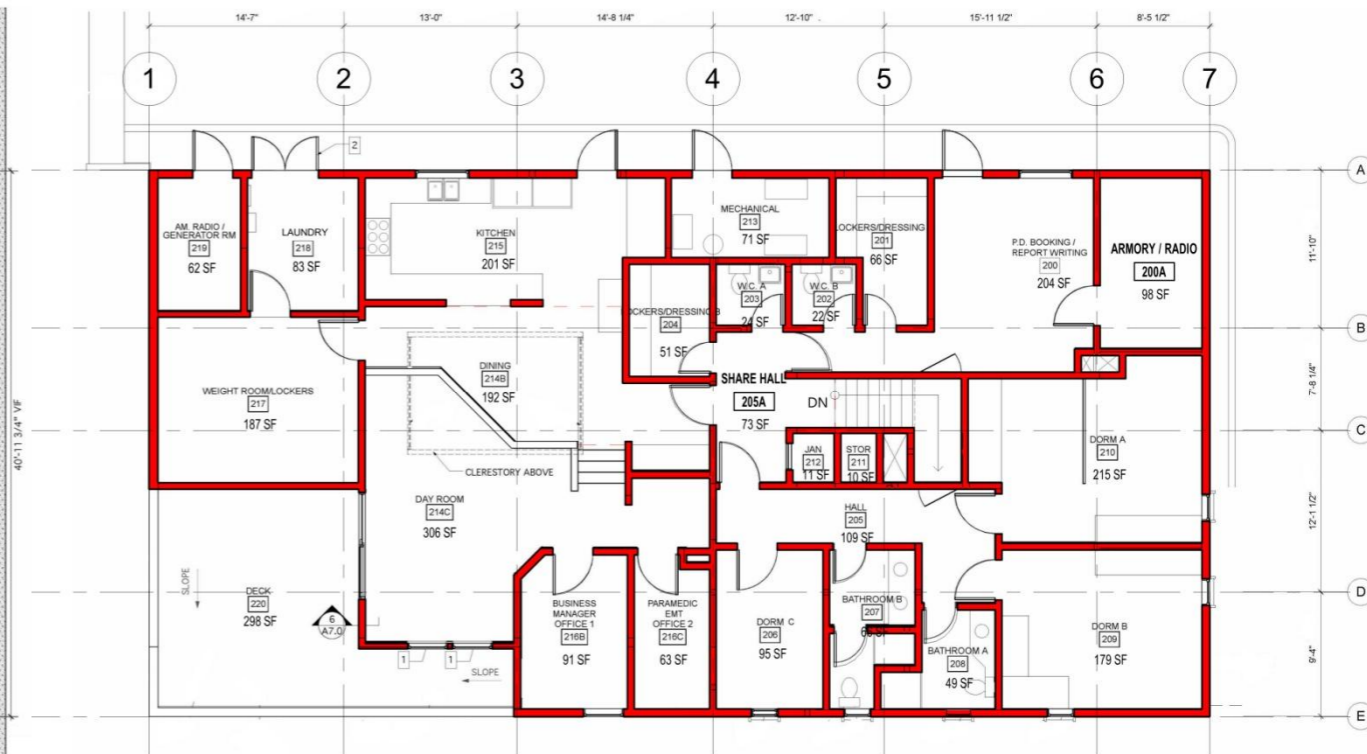 14'-7"
13'-0"
14'-8 1/4"
12'-10"
15'-11 1/2"
8'-5 1/2"
1
2
3
4
5
6
7
2
A
AM. RADIO /
GENERATOR RM
219
62 SF
LAUNDRY
218
83 SF
KITCHEN
215
201 SF
MECHANICAL
213
71 SF
LOCKERS/DRESSING
201
66 SF
P.D. BOOKING /
REPORT WRITING
200
204 SF
ARMORY / RADIO
200A
98 SF
11'-10"
W.C. A
203
24 SF
W.C. B
202
22 SF
LOCKERS/DRESSING B
204
51 SF
B
DINING
214B
192 SF
SHARE HALL
205A
73 SF
DN
7'-8 1/4"
WEIGHT ROOM/LOCKERS
217
187 SF
40'-11 3/4" VIF
C
JAN
212
11 SF
STOR
211
10 SF
DORM A
210
215 SF
CLERESTORY ABOVE
DAY ROOM
214C
306 SF
HALL
205
109 SF
12'-1 1/2"
SLOPE
DECK
220
298 SF
6
A7.0
D
BUSINESS
MANAGER
OFFICE 1
216B
91 SF
PARAMEDIC
EMT
OFFICE 2
216C
63 SF
DORM C
206
95 SF
BATHROOM B
207
SF
BATHROOM A
208
49 SF
DORM B
209
179 SF
9'-4"
1
1
SLOPE
E